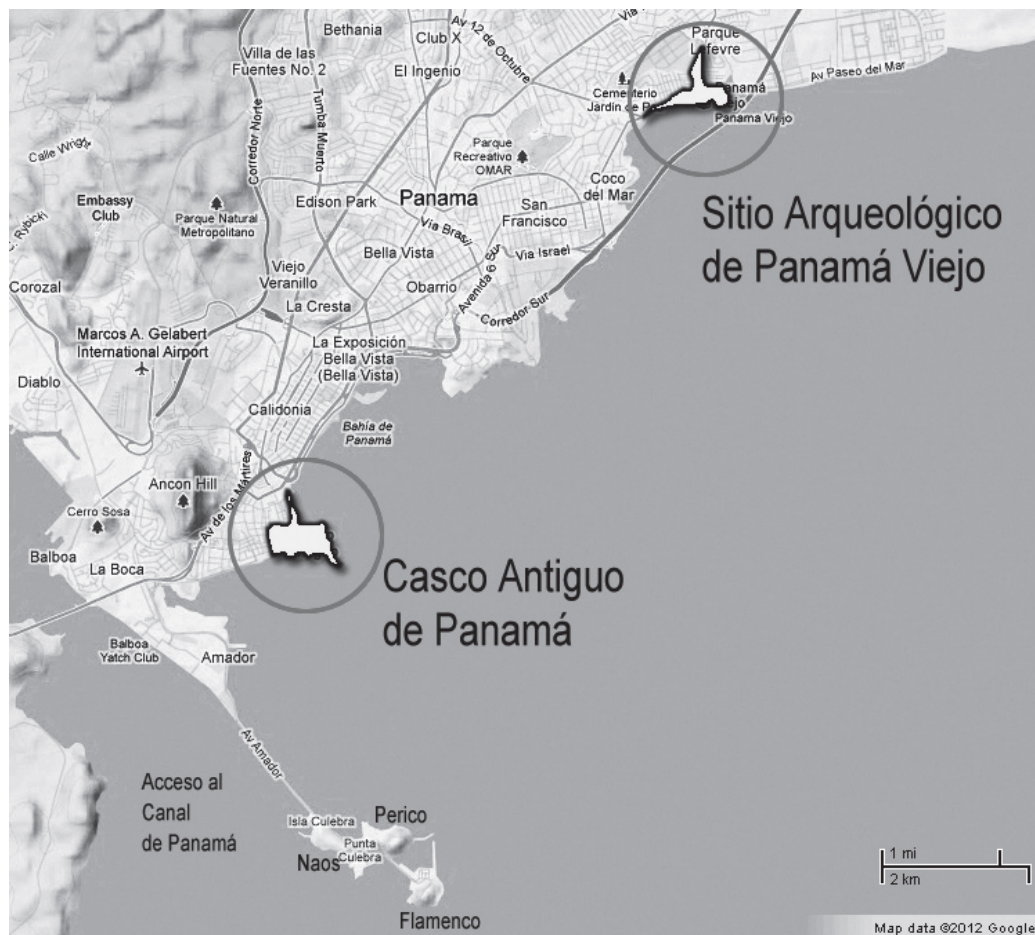 Bethania
Club X
Av 12 de Octubre
Parque
Lefevre
Villa de las
Fuentes No. 2
El Ingenio
Av Paseo del Mar
Cementerio
Jardín de
Panama Viejo
Corredor Norte
Tumba Muerto
Calle Wright
Parque
Recreativo
OMAR
Coco
del Mar
Embassy
Club
Edison Park
Panama
San
Francisco
Sitio Arqueológico
de Panamá Viejo
Parque Natural
Metropolitano
Via Brasil
Bella Vista
Via Israel
Viejo
Veranillo
Obarrio
Avenida 6 Sur
Corozal
La Cresta
Corredor Sur
Marcos A. Gelabert
International Airport
La Exposición
Bella Vista
(Bella Vista)
Diablo
Calidonia
Bahía de
Panamá
Ancon Hill
Av de los Mártires
Cerro Sosa
Balboa
La Boca
Casco Antiguo
de Panamá
Balboa
Yatch Club
Amador
Av Amador
Acceso al
Canal
de Panamá
Isla Culebra
Perico
Punta
Culebra
Naos
Flamenco
1 mi
2 km
Map data ©2012 Google